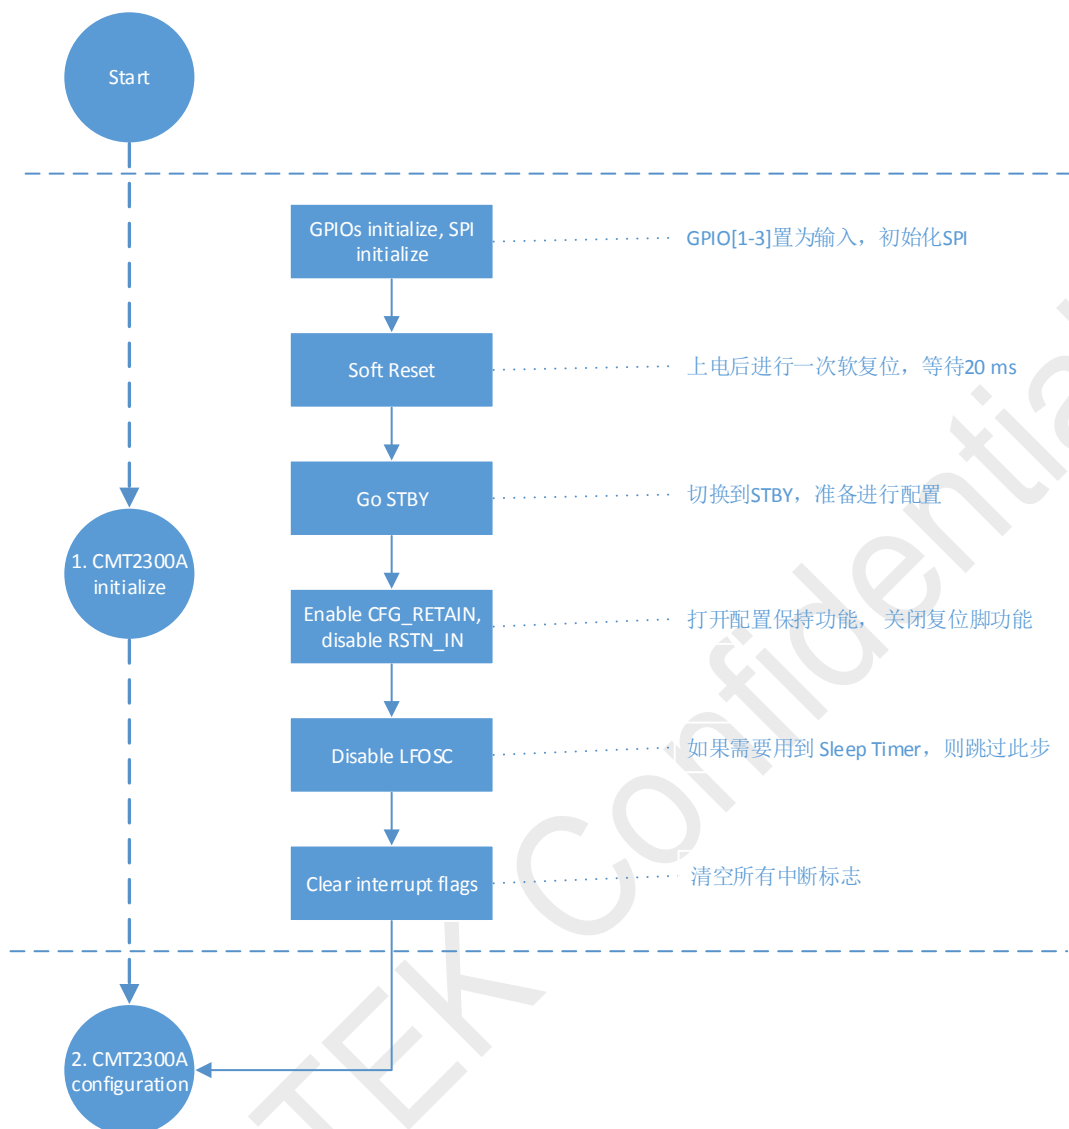 Start
GPIOs initialize, SPI
initialize
GPIO[1-3]置为输入，初始化SPI
Soft Reset
上电后进行一次软复位，等待20 ms
Go STBY
切换到STBY，准备进行配置
1. CMT2300A
initialize
Enable CFG_RETAIN,
disable RSTN_IN
打开配置保持功能， 关闭复位脚功能
Disable LFOSC
如果需要用到 Sleep Timer，则跳过此步
Clear interrupt flags
清空所有中断标志
2. CMT2300A
configuration
TEK Confidential